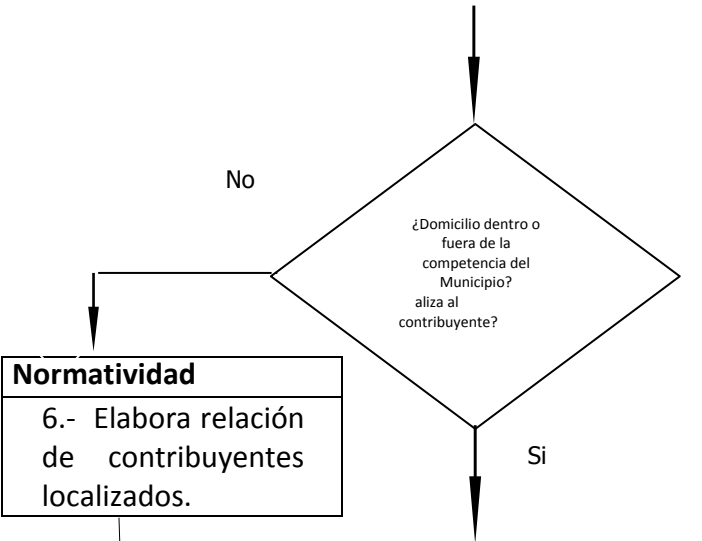 No
¿Domicilio dentro o
fuera de la
competencia del
Municipio?
aliza al
contribuyente?
Normatividad
6.- Elabora relación
de contribuyentes
localizados.
Si